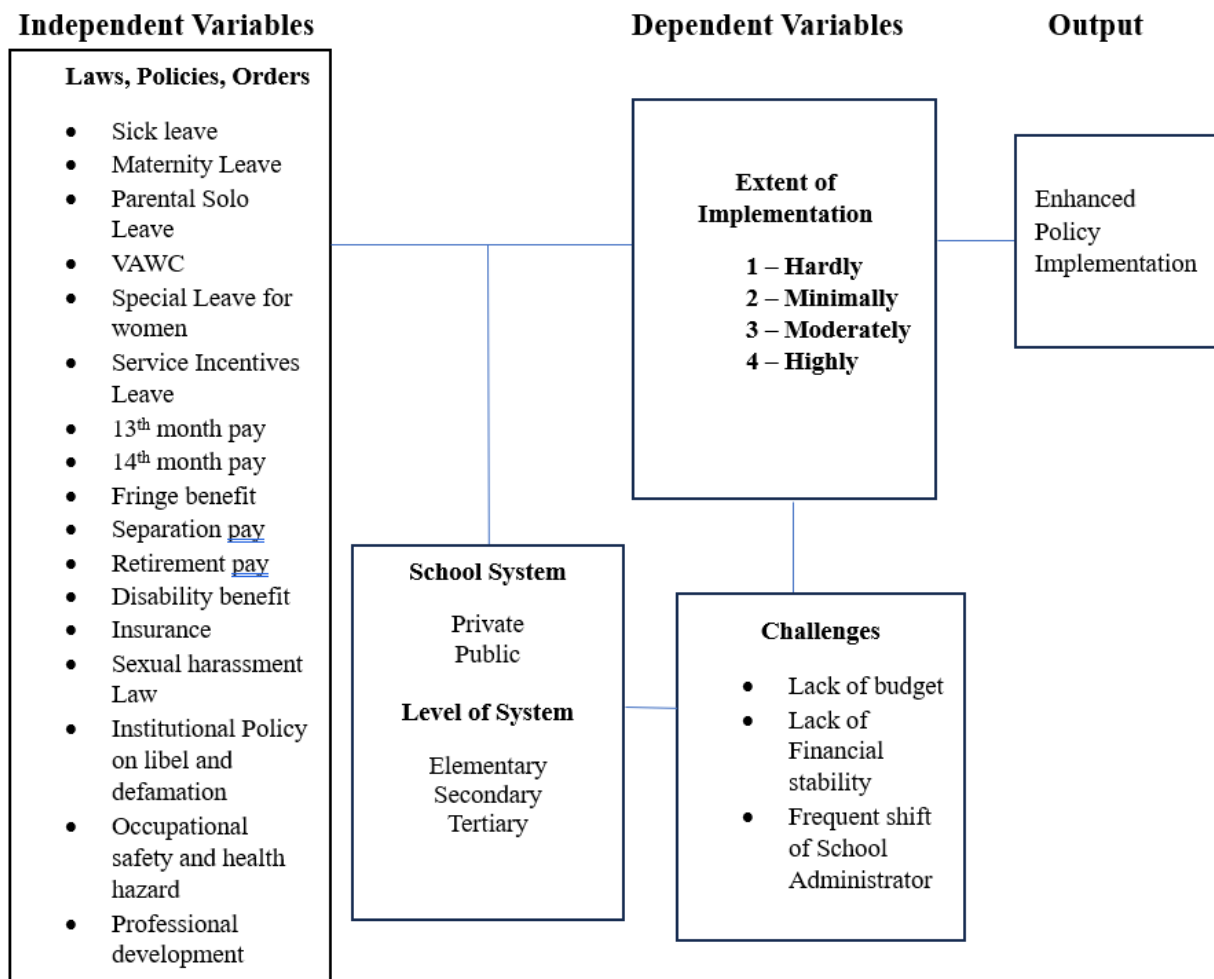 Independent Variables
Dependent Variables
Output
Laws, Policies, Orders
• Sick leave
• Maternity Leave
• Parental Solo
Leave
• VAWC
• Special Leave for
women
• Service Incentives
Leave
• 13th month pay
• 14th month pay
• Fringe benefit
• Separation pay
• Retirement pay
• Disability benefit
• Insurance
• Sexual harassment
Law
• Institutional Policy
on libel and
defamation
• Occupational
safety and health
hazard
• Professional
development
School System
Private
Public
Level of System
Elementary
Secondary
Tertiary
Extent of
Implementation
1 – Hardly
2 – Minimally
3 – Moderately
4 – Highly
Challenges
• Lack of budget
• Lack of
Financial
stability
• Frequent shift
of School
Administrator
Enhanced
Policy
Implementation